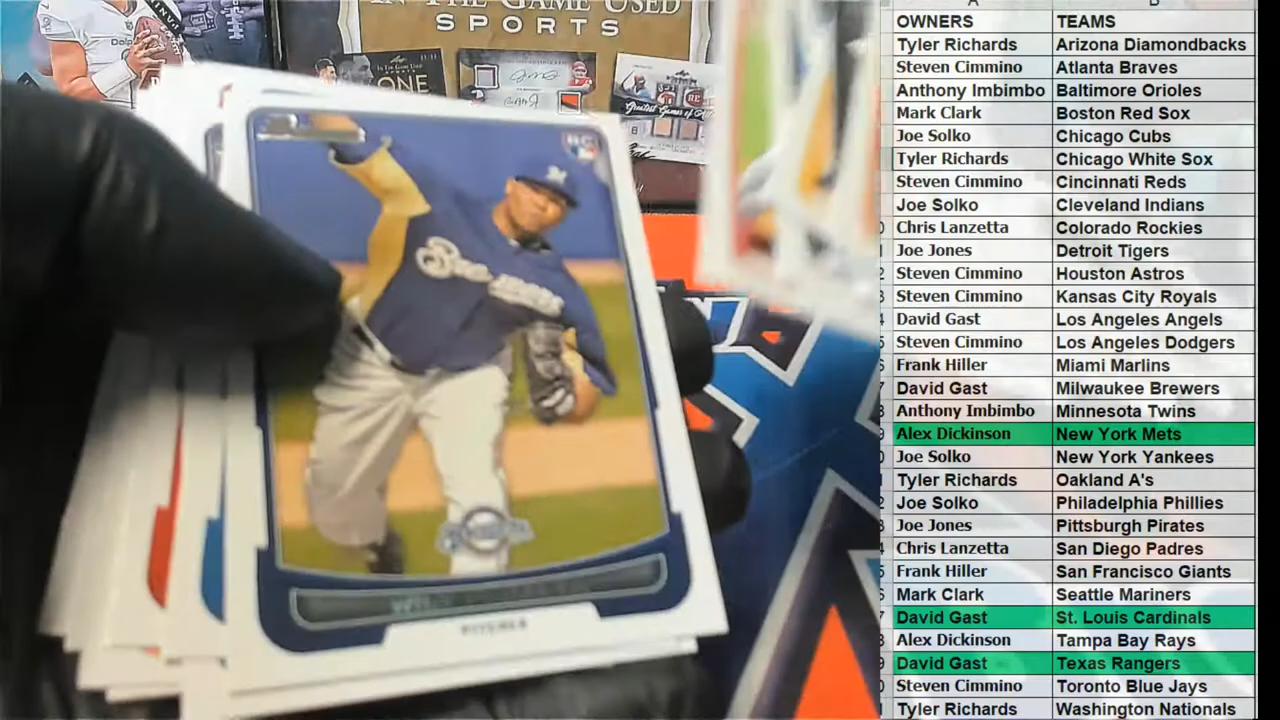 IN THE GAME USED
SPORTS
Brewers
RC
PITCHER
OWNERS TEAMS
Tyler Richards Arizona Diamondbacks
Steven Cimmino Atlanta Braves
Anthony Imbimbo Baltimore Orioles
Mark Clark Boston Red Sox
Joe Solko Chicago Cubs
Tyler Richards Chicago White Sox
Steven Cimmino Cincinnati Reds
Joe Solko Cleveland Indians
Chris Lanzetta Colorado Rockies
Joe Jones Detroit Tigers
Steven Cimmino Houston Astros
Steven Cimmino Kansas City Royals
David Gast Los Angeles Angels
Steven Cimmino Los Angeles Dodgers
Frank Hiller Miami Marlins
David Gast Milwaukee Brewers
Anthony Imbimbo Minnesota Twins
Alex Dickinson New York Mets
Joe Solko New York Yankees
Tyler Richards Oakland A's
Joe Solko Philadelphia Phillies
Joe Jones Pittsburgh Pirates
Chris Lanzetta San Diego Padres
Frank Hiller San Francisco Giants
Mark Clark Seattle Mariners
David Gast St. Louis Cardinals
Alex Dickinson Tampa Bay Rays
David Gast Texas Rangers
Steven Cimmino Toronto Blue Jays
Tyler Richards Washington Nationals